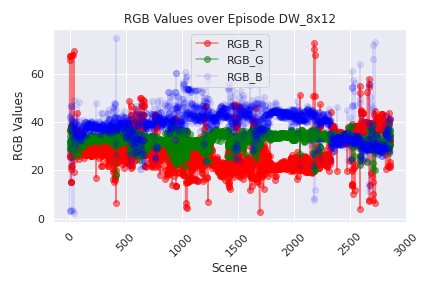 RGB Values over Episode DW_8x12
RGB_R
RGB_G
RGB_B
RGB Values
60
40
20
0
0
500
1000
1500
2000
2500
3000
Scene